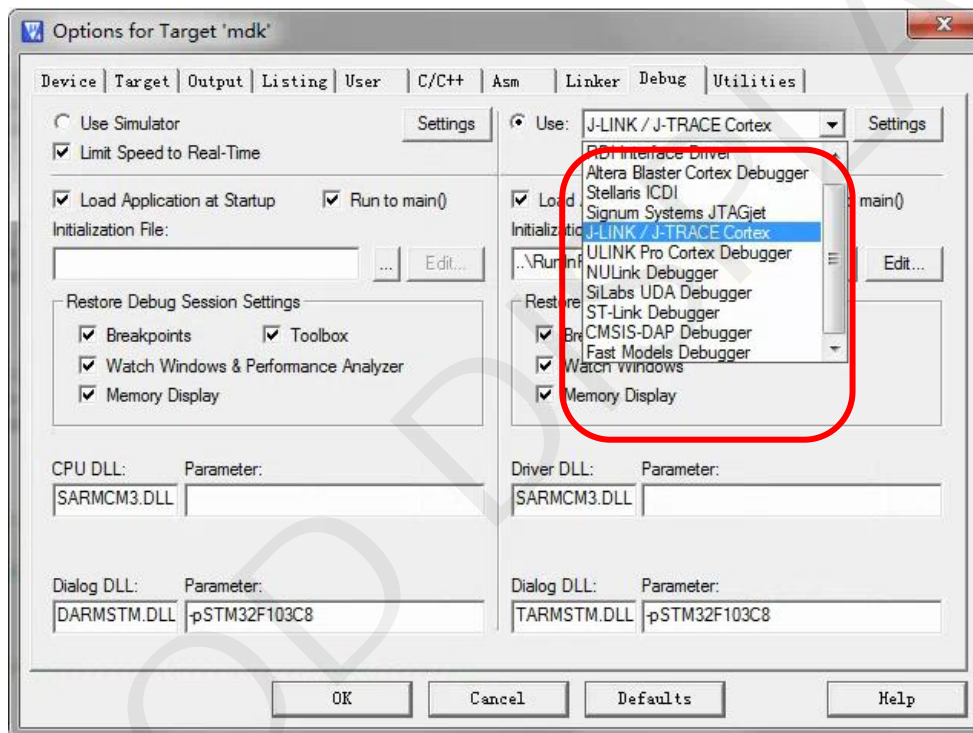 Options for Target 'mdk'
Device Target Output Listing User C/C++ Asm Linker Debug Utilities
Use Simulator Settings Use: J-LINK / J-TRACE Cortex Settings
Limit Speed to Real-Time
RDI Interface Driver
Altera Blaster Cortex Debugger
Stellaris ICDI
Signum Systems JTAGjet
J-LINK / J-TRACE Cortex
ULINK Pro Cortex Debugger
NULink Debugger
SiLabs UDA Debugger
ST-Link Debugger
CMSIS-DAP Debugger
Fast Models Debugger
Load Application at Startup Run to main() Load main()
Initialization File:
... Edit... Edit...
Restore Debug Session Settings
Breakpoints Toolbox
Watch Windows & Performance Analyzer Watch Windows
Memory Display Memory Display
CPU DLL: Parameter: Driver DLL: Parameter:
SARMCM3.DLL SARMCM3.DLL
Dialog DLL: Parameter: Dialog DLL: Parameter:
DARMSTM.DLL -pSTM32F103C8 TARMSTM.DLL -pSTM32F103C8
OK Cancel Defaults Help